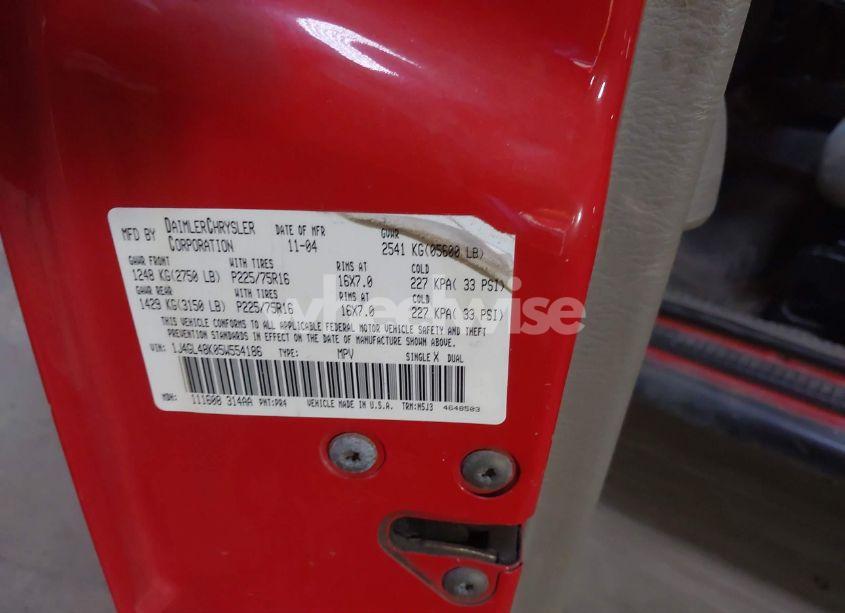 MFD BY DAIMLERCHRYSLER CORPORATION DATE OF MFR 11-04 GVWR 2541 KG(05600 LB)
GAWR FRONT WITH TIRES RIMS AT COLD
1248 KG(2750 LB) P225/75R16 16X7.0 227 KPA( 33 PSI)
GAWR REAR WITH TIRES RIMS AT COLD
1429 KG(3150 LB) P225/75R16 16X7.0 227 KPA( 33 PSI)
THIS VEHICLE CONFORMS TO ALL APPLICABLE FEDERAL MOTOR VEHICLE SAFETY AND THEFT
PREVENTION STANDARDS IN EFFECT ON THE DATE OF MANUFACTURE SHOWN ABOVE.
VIN: 1J4GL48K05W554186 TYPE: MPV SINGLE X DUAL
MDH: 111608 314AA PNT:PR4 VEHICLE MADE IN U.S.A. TRM:M5J3 4648503